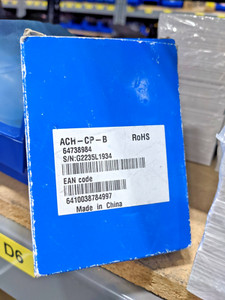 ACH-CP-B RoHS
64738984
S/N:G2235L1934
EAN code
6410038784997
Made in China
D6